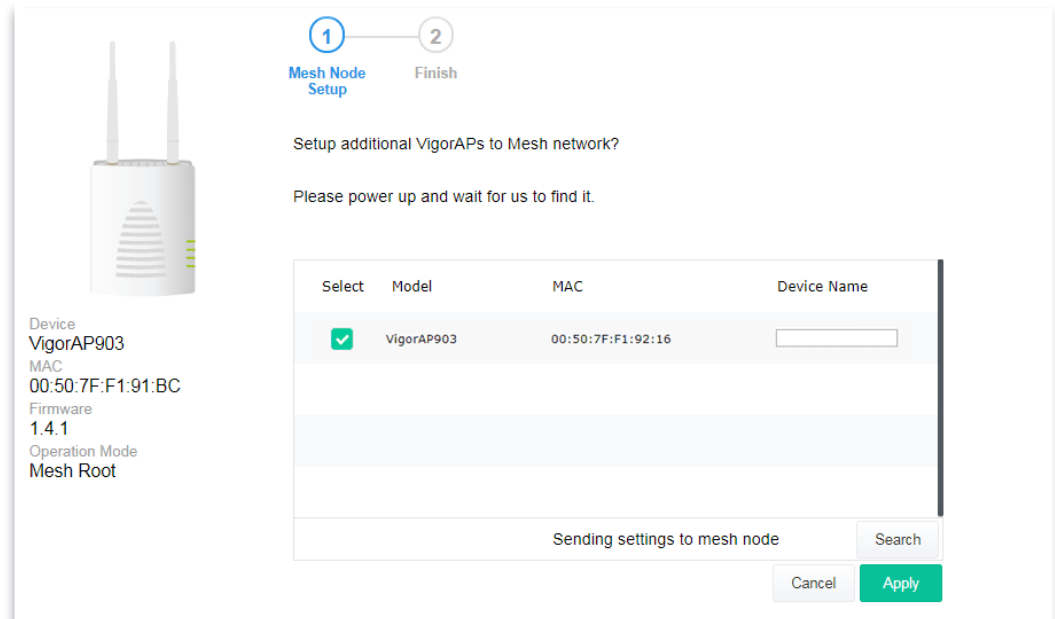 1
2
Mesh Node
Setup
Finish
Setup additional VigorAPs to Mesh network?
Please power up and wait for us to find it.
Select Model MAC Device Name
VigorAP903 00:50:7F:F1:92:16
Device
VigorAP903
MAC
00:50:7F:F1:91:BC
Firmware
1.4.1
Operation Mode
Mesh Root
Sending settings to mesh node Search
Cancel Apply